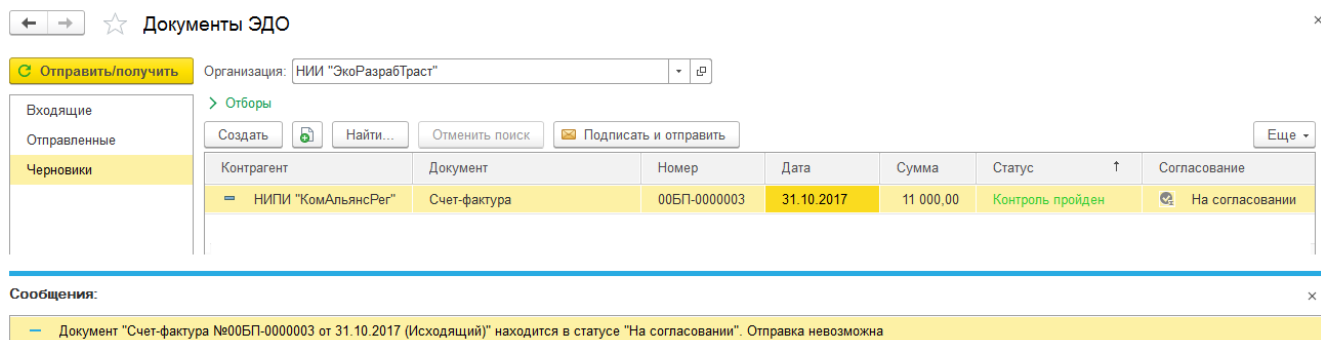 Документы ЭДО
Отправить/получить Организация: НИИ "ЭкоРазрабТраст"
Входящие
Отправленные
Черновики
Отборы
Создать Найти... Отменить поиск Подписать и отправить Еще
Контрагент Документ Номер Дата Сумма Статус Согласование
НИПИ "КомАльянсРег" Счет-фактура 00БП-0000003 31.10.2017 11 000,00 Контроль пройден На согласовании
Сообщения:
Документ "Счет-фактура №00БП-0000003 от 31.10.2017 (Исходящий)" находится в статусе "На согласовании". Отправка невозможна